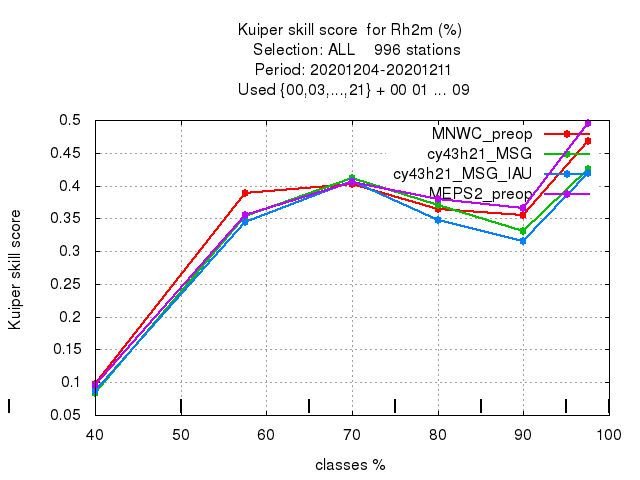 Kuiper skill score  for Rh2m (%)
Selection: ALL    996 stations
Period: 20201204-20201211
Used {00,03,...,21} + 00 01 ... 09
MNWC_preop
cy43h21_MSG
cy43h21_MSG_IAU
MEPS2_preop
Kuiper skill score
0.5
0.45
0.4
0.35
0.3
0.25
0.2
0.15
0.1
0.05
40 50 60 70 80 90 100
classes %